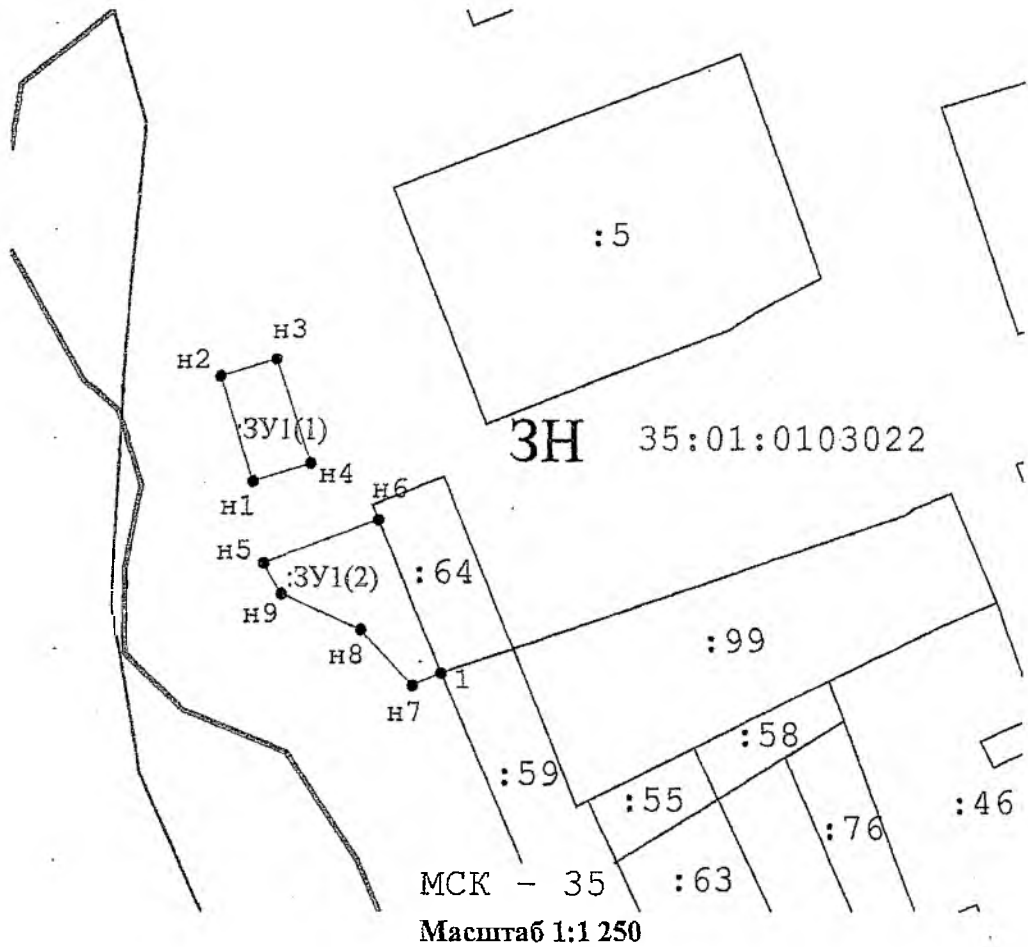 :5
н3
н2
:ЗУ1(1)
ЗН 35:01:0103022
н4
н1
н6
н5
:ЗУ1(2)
:64
н9
н8
:99
1
н7
:58
:59
:55
:46
:76
:63
МСК - 35
Масштаб 1:1 250